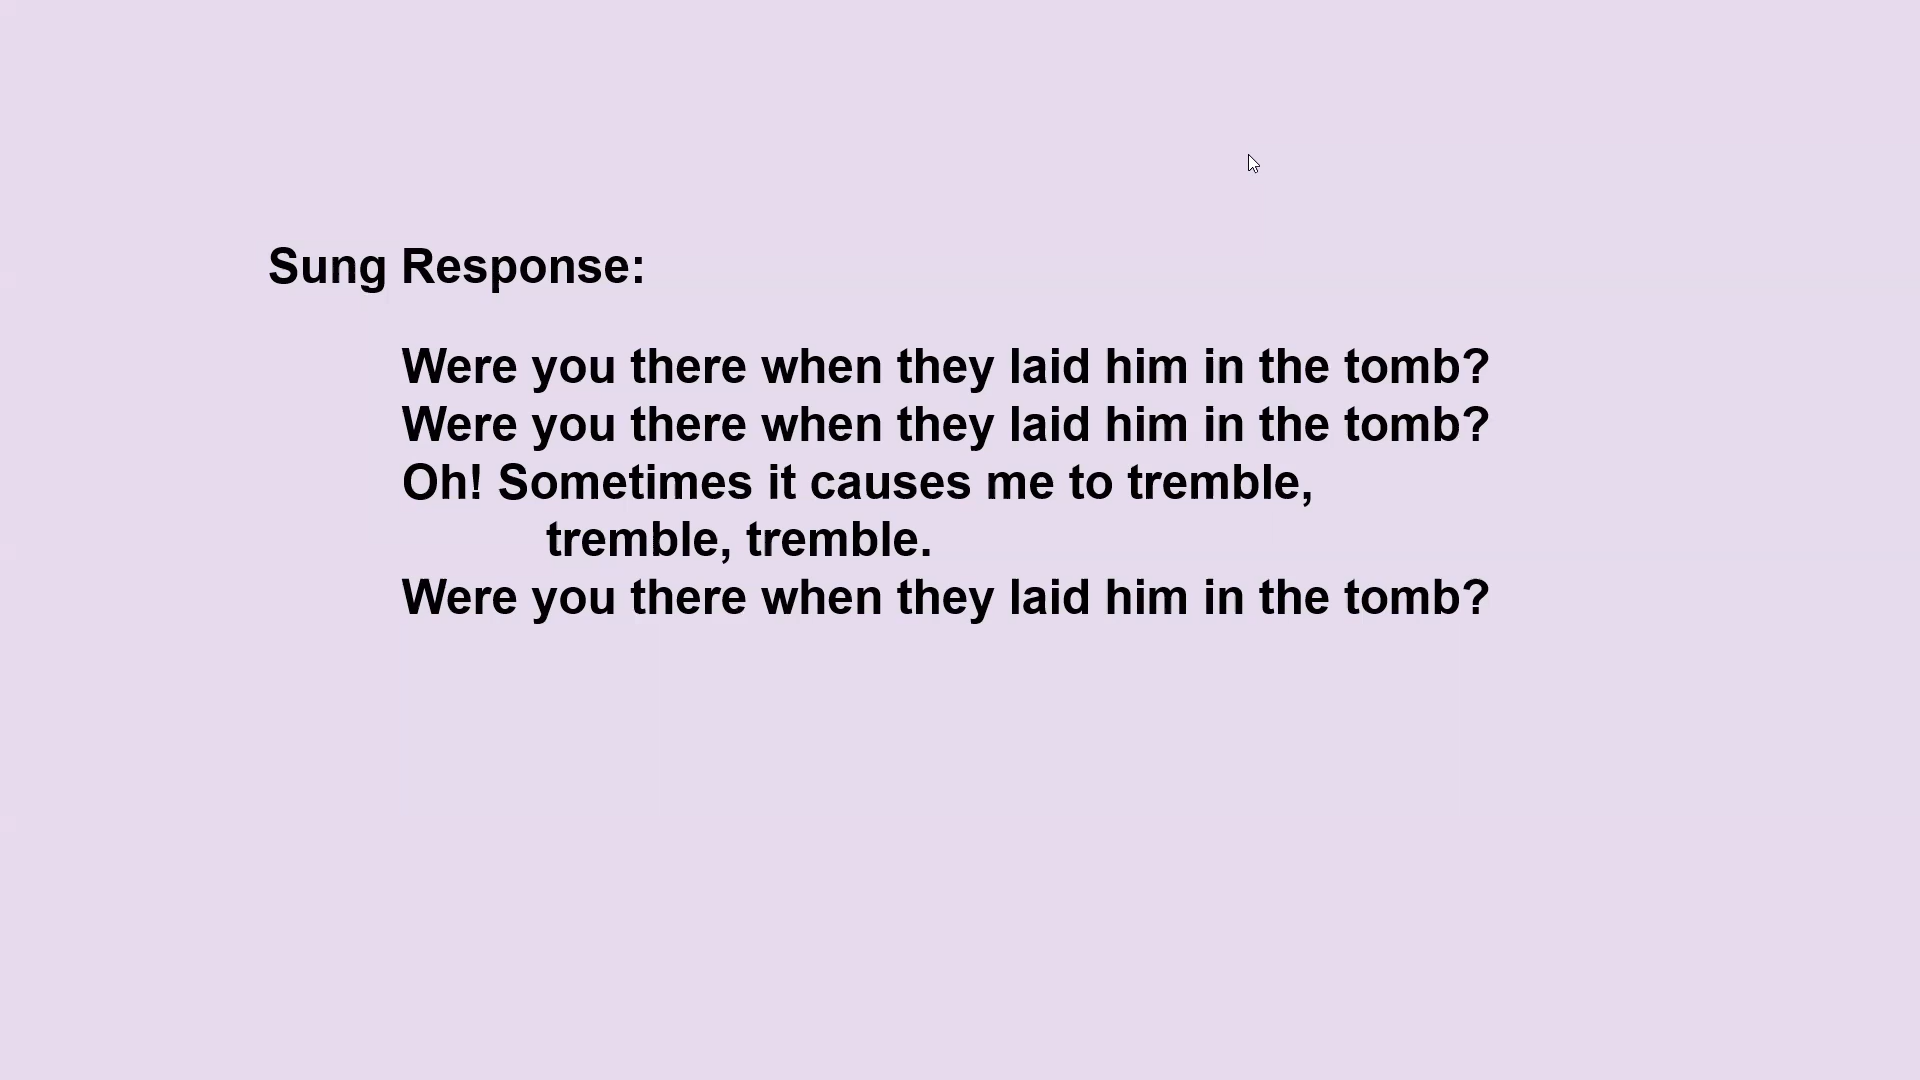 Sung Response:
Were you there when they laid him in the tomb?
Were you there when they laid him in the tomb?
Oh! Sometimes it causes me to tremble,
tremble, tremble.
Were you there when they laid him in the tomb?